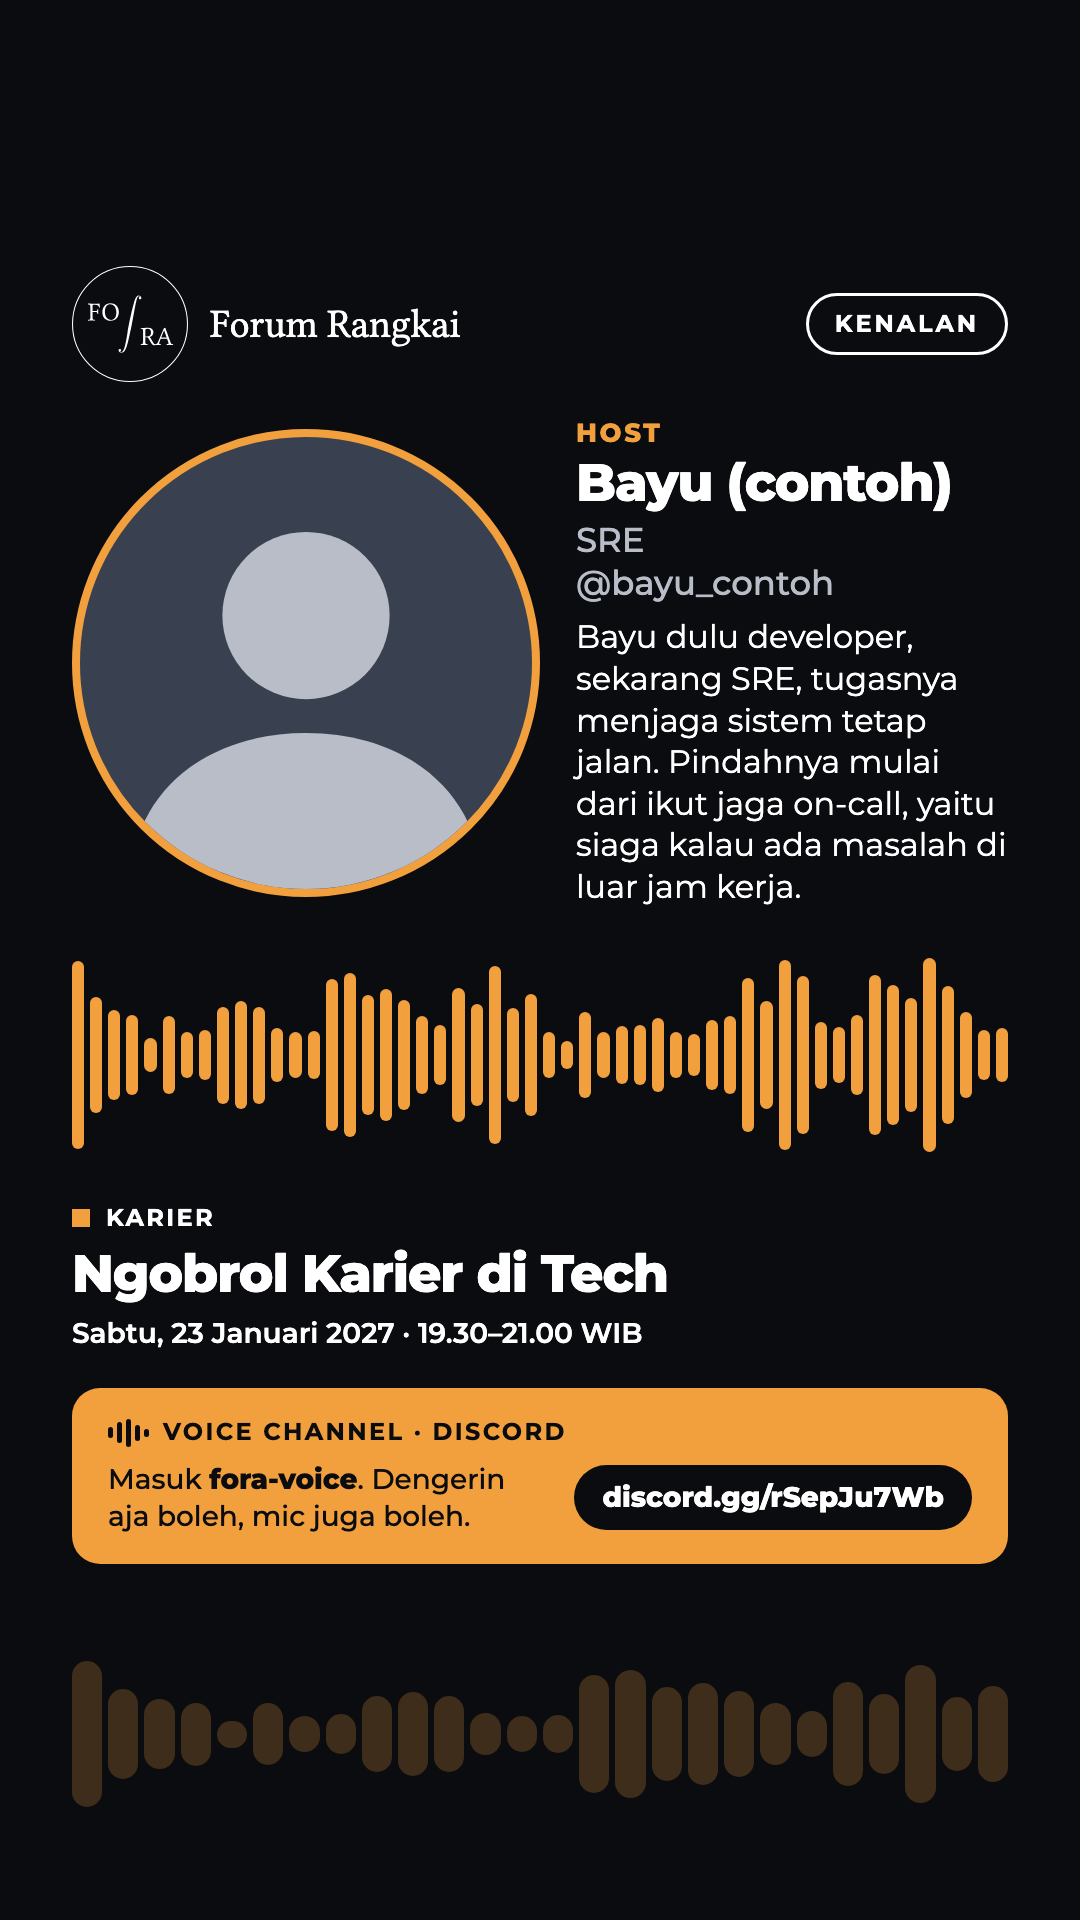 FO
RA
Forum Rangkai
KENALAN
HOST
Bayu (contoh)
SRE
@bayu_contoh
Bayu dulu developer,
sekarang SRE, tugasnya
menjaga sistem tetap
jalan. Pindahnya mulai
dari ikut jaga on-call, yaitu
siaga kalau ada masalah di
luar jam kerja.
KARIER
Ngobrol Karier di Tech
Sabtu, 23 Januari 2027 · 19.30–21.00 WIB
VOICE CHANNEL · DISCORD
Masuk fora-voice. Dengerin
aja boleh, mic juga boleh.
discord.gg/rSepJu7Wb